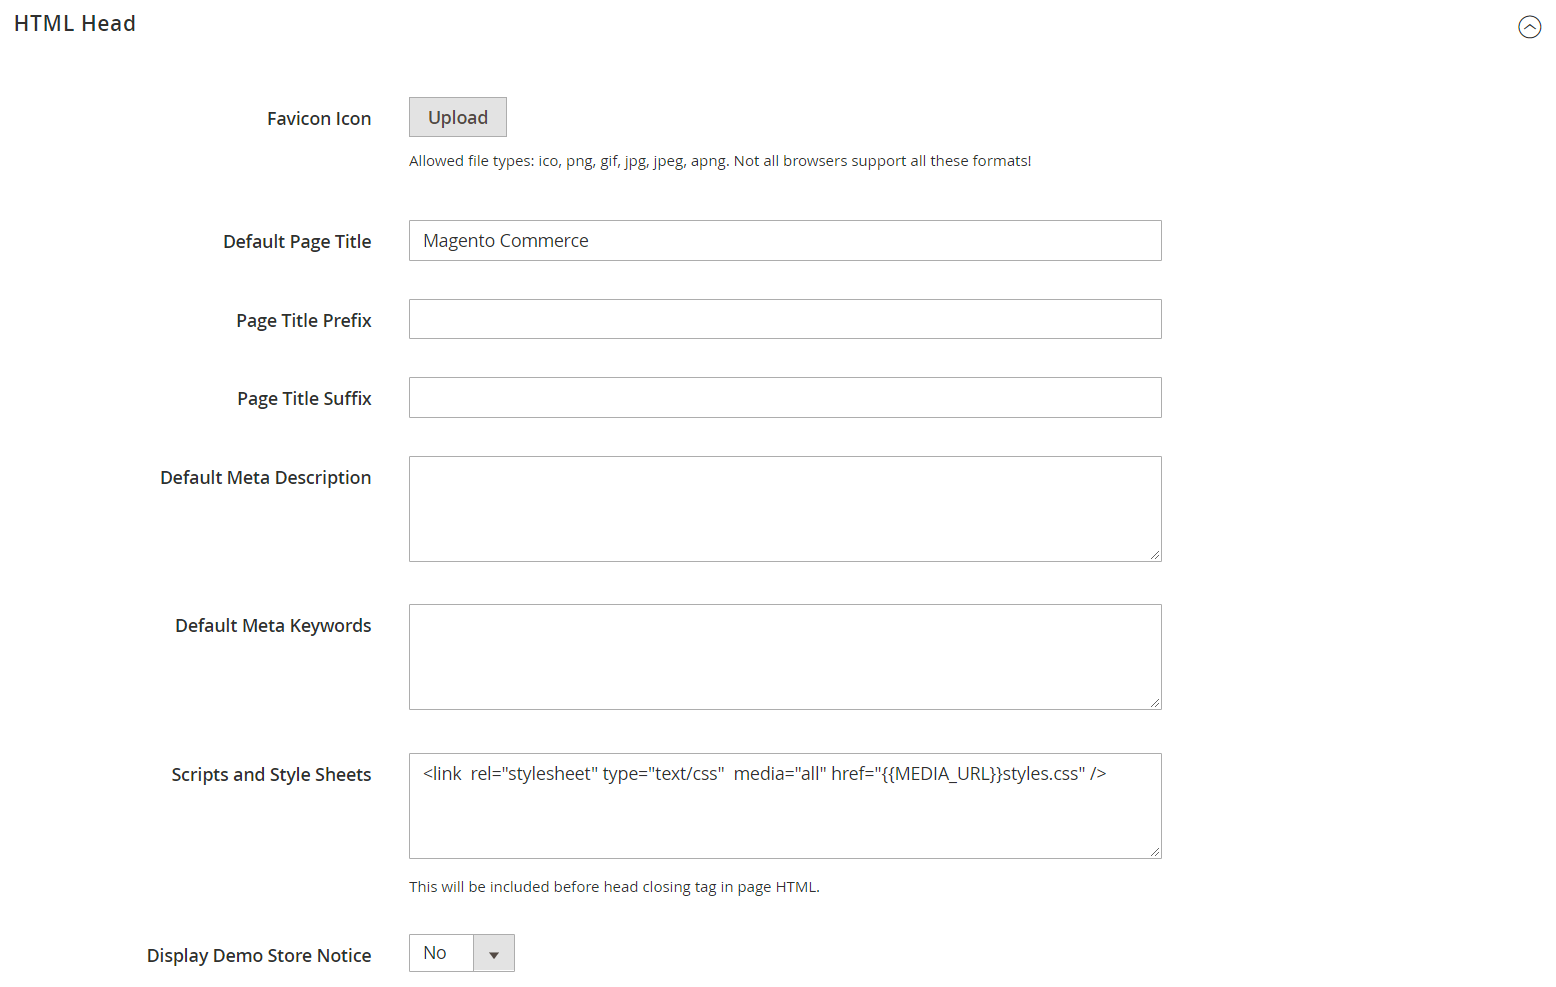 HTML Head
Favicon Icon
Upload
Allowed file types: ico, png, gif, jpg, jpeg, apng. Not all browsers support all these formats!
Default Page Title
Magento Commerce
Page Title Prefix
Page Title Suffix
Default Meta Description
Default Meta Keywords
Scripts and Style Sheets
<link  rel="stylesheet" type="text/css"  media="all" href="{{MEDIA_URL}}styles.css" />
This will be included before head closing tag in page HTML.
Display Demo Store Notice
No